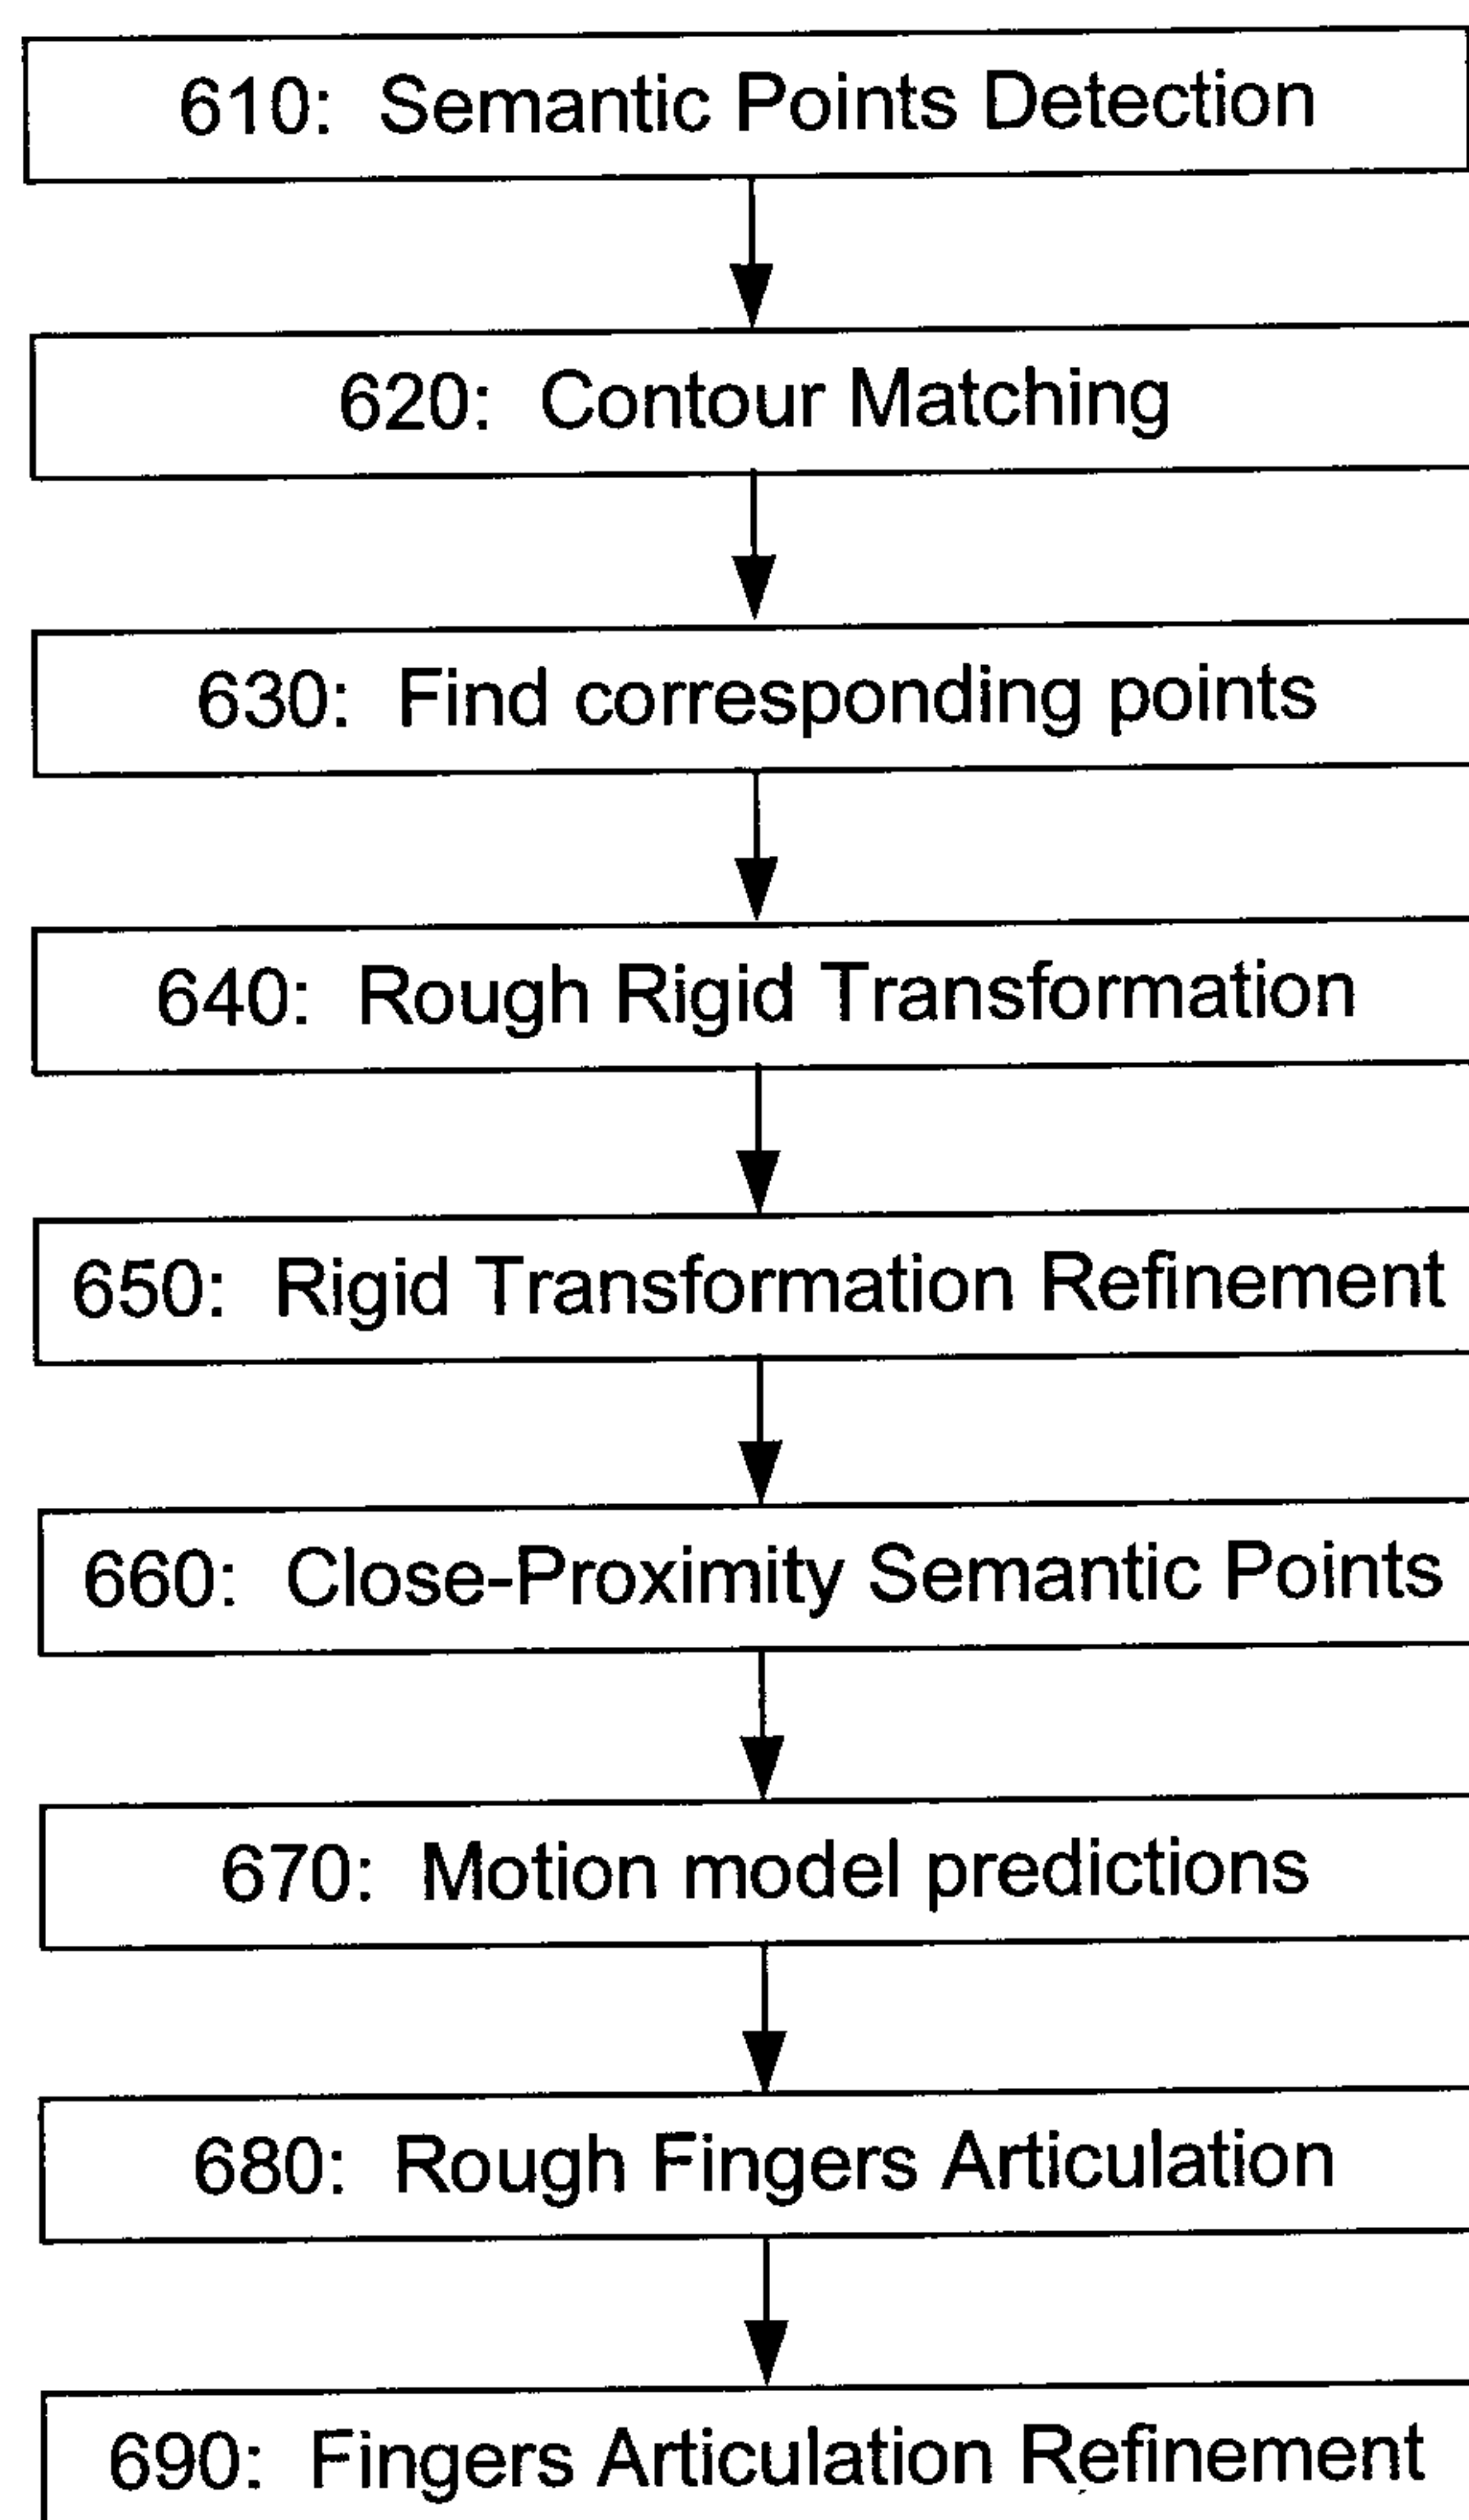 610: Semantic Points Detection
620: Contour Matching
630: Find corresponding points
640: Rough Rigid Transformation
650: Rigid Transformation Refinement
660: Close-Proximity Semantic Points
670: Motion model predictions
680: Rough Fingers Articulation
690: Fingers Articulation Refinement